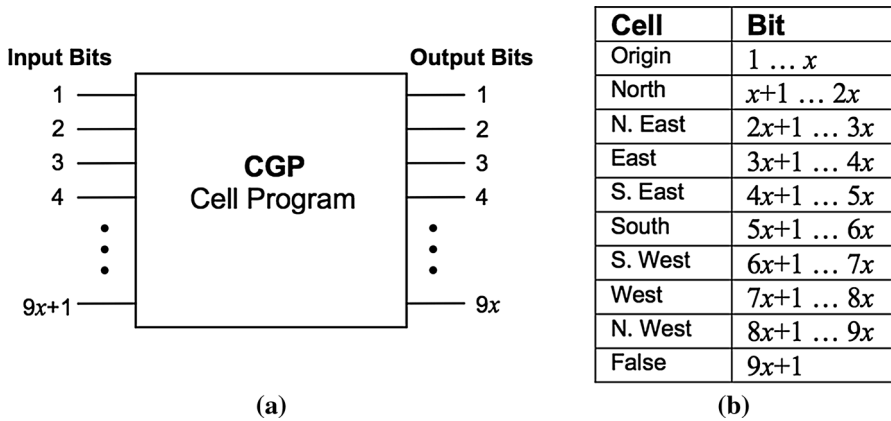 Input Bits
Output Bits
1
1
2
2
3
3
4
4
CGP
Cell Program
9x+1
9x
(a)
Cell Bit
Origin 1 … x
North x+1 … 2x
N. East 2x+1 … 3x
East 3x+1 … 4x
S. East 4x+1 … 5x
South 5x+1 … 6x
S. West 6x+1 … 7x
West 7x+1 … 8x
N. West 8x+1 … 9x
False 9x+1
(b)